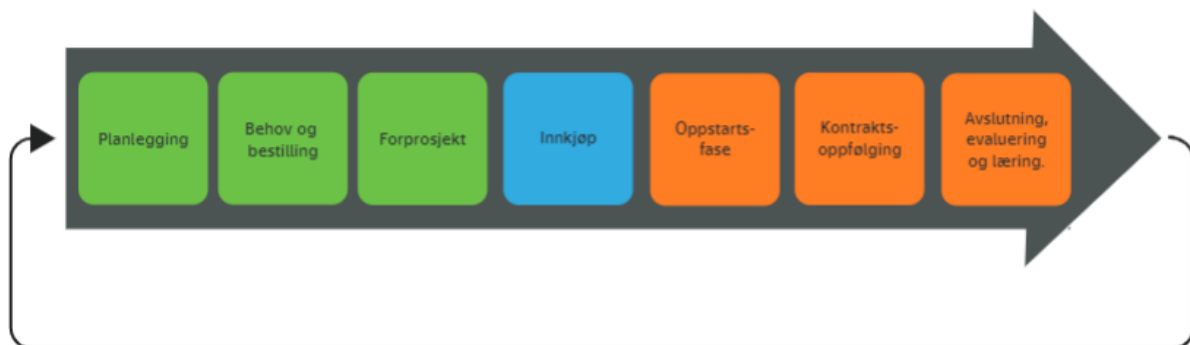 Planlegging
Behov og
bestilling
Forprosjekt
Innkjøp
Oppstarts-
fase
Kontrakts-
oppfølging
Avslutning,
evaluering
og læring.